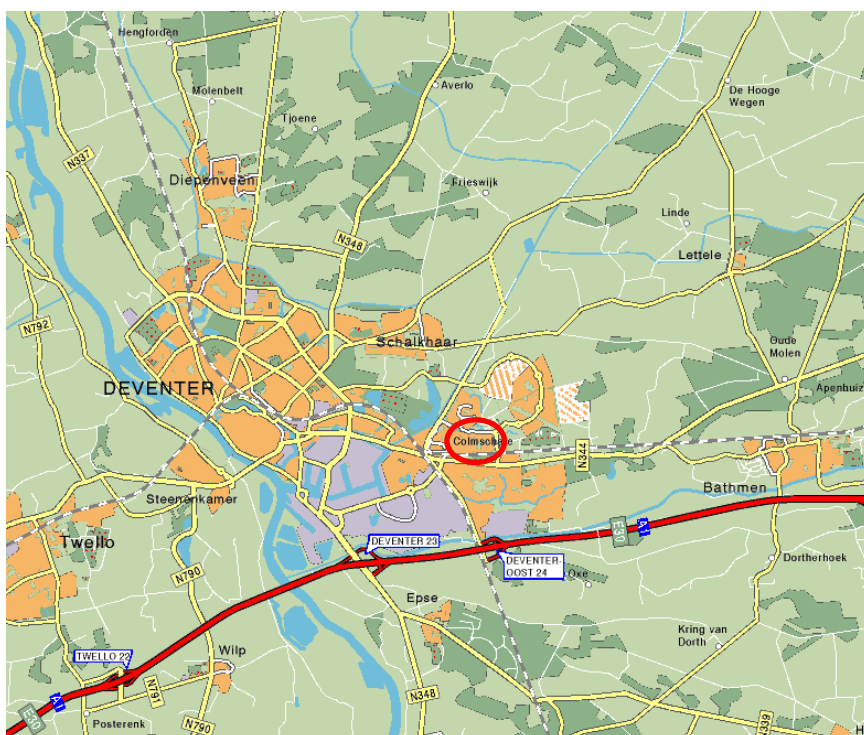 Hengforden
Molenbelt
Averlo
De Hooge
Wegen
Tjoene
N337
Diepenveen
Frieswijk
Linde
N348
Lettele
N792
Schalkhaar
Oude
Molen
DEVENTER
Apenhuiz
N344
Steenenkamer
Bathmen
Twello
DEVENTER 23
E30
A1
DEVENTER-
OOST 24
Oxe
Dortherhoek
N790
Epse
Kring van
Dorth
Wilp
TWELLO 22
N791
N348
A1
E30
Posterenk
N790
N339
H